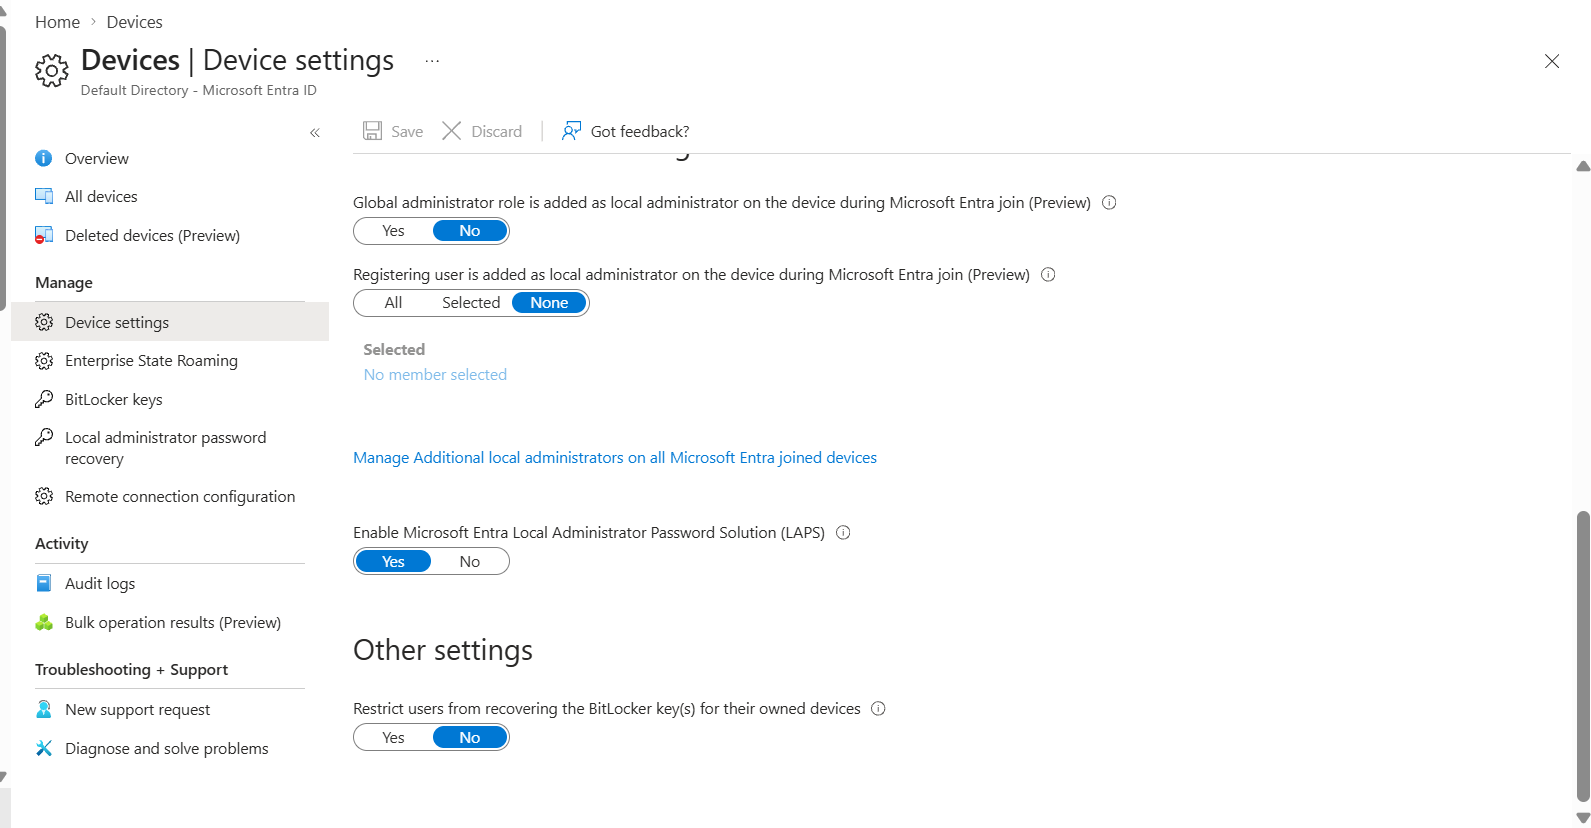 Home > Devices
Devices | Device settings ...
Default Directory - Microsoft Entra ID
«
Overview
All devices
Deleted devices (Preview)
Manage
Device settings
Enterprise State Roaming
BitLocker keys
Local administrator password
recovery
Remote connection configuration
Activity
Audit logs
Bulk operation results (Preview)
Troubleshooting + Support
New support request
Diagnose and solve problems
Save Discard Got feedback?
Global administrator role is added as local administrator on the device during Microsoft Entra join (Preview)
Yes No
Registering user is added as local administrator on the device during Microsoft Entra join (Preview)
All Selected None
Selected
No member selected
Manage Additional local administrators on all Microsoft Entra joined devices
Enable Microsoft Entra Local Administrator Password Solution (LAPS)
Yes No
Other settings
Restrict users from recovering the BitLocker key(s) for their owned devices
Yes No